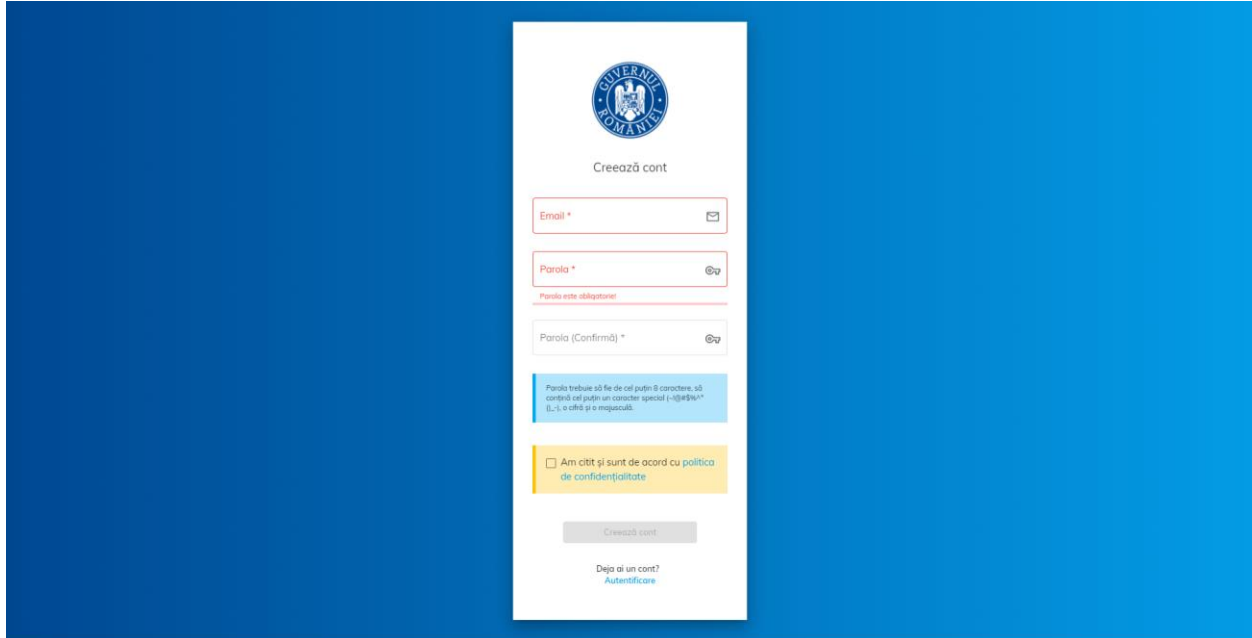 GUVERNUL
ROMÂNIEI
Creează cont
Email *
Parola *
Parola este obligatorie!
Parola (Confirmă) *
Parola trebuie să fie de cel puțin 8 caractere, să
conțină cel puțin un caracter special (~!@#$%^*
()_-), o cifră și o majusculă.
Am citit și sunt de acord cu politica
de confidențialitate
Creează cont
Deja ai un cont?
Autentificare